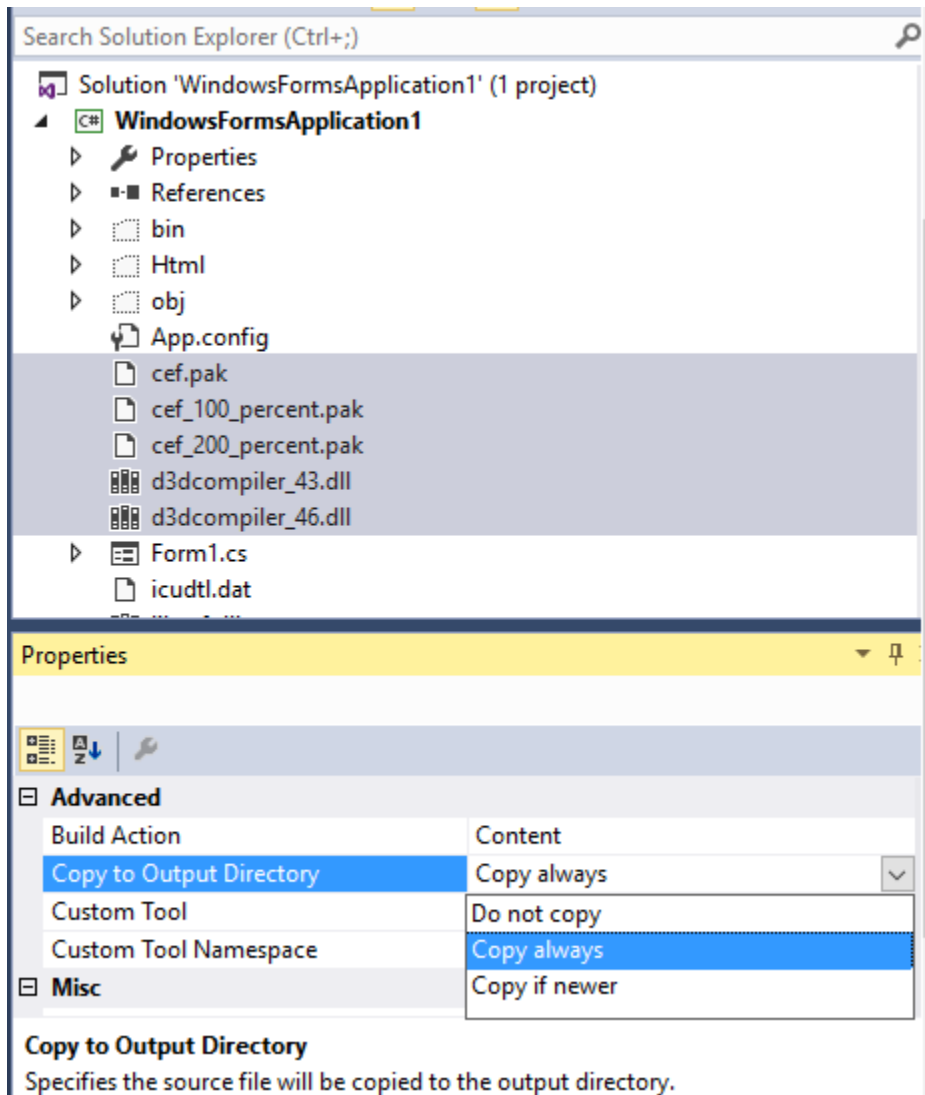 Search Solution Explorer (Ctrl+;)
Solution 'WindowsFormsApplication1' (1 project)
C# WindowsFormsApplication1
Properties
References
bin
Html
obj
App.config
cef.pak
cef_100_percent.pak
cef_200_percent.pak
d3dcompiler_43.dll
d3dcompiler_46.dll
Form1.cs
icudtl.dat
Properties
Advanced
Build Action Content
Copy to Output Directory Copy always
Custom Tool Do not copy
Custom Tool Namespace Copy always
Misc Copy if newer
Copy to Output Directory
Specifies the source file will be copied to the output directory.